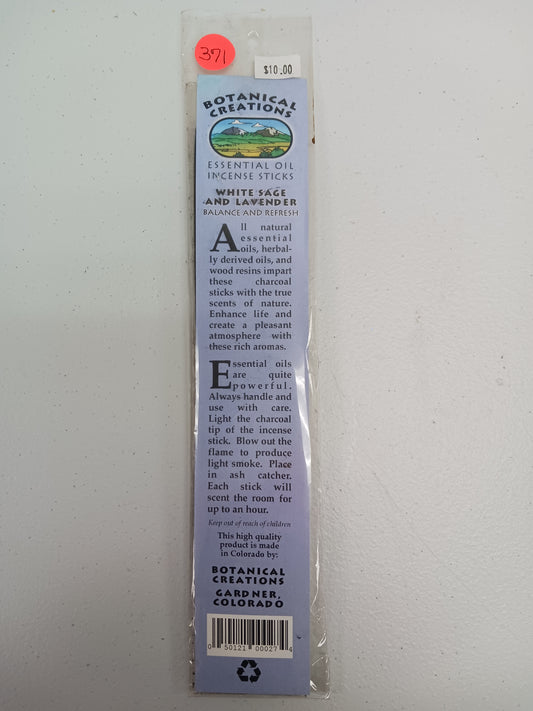 371
$10.00
BOTANICAL
CREATIONS
ESSENTIAL OIL
INCENSE STICKS
WHITE SAGE
AND LAVENDER
BALANCE AND REFRESH
All natural
essential
oils, herbal-
ly derived oils, and
wood resins impart
these charcoal
sticks with the true
scents of nature.
Enhance life and
create a pleasant
atmosphere with
these rich aromas.
Essential oils
are quite
powerful.
Always handle and
use with care.
Light the charcoal
tip of the incense
stick. Blow out the
flame to produce
light smoke. Place
in ash catcher.
Each stick will
scent the room for
up to an hour.
Keep out of reach of children
This high quality
product is made
in Colorado by:
BOTANICAL
CREATIONS
GARDNER,
COLORADO
0 50121 00027 4